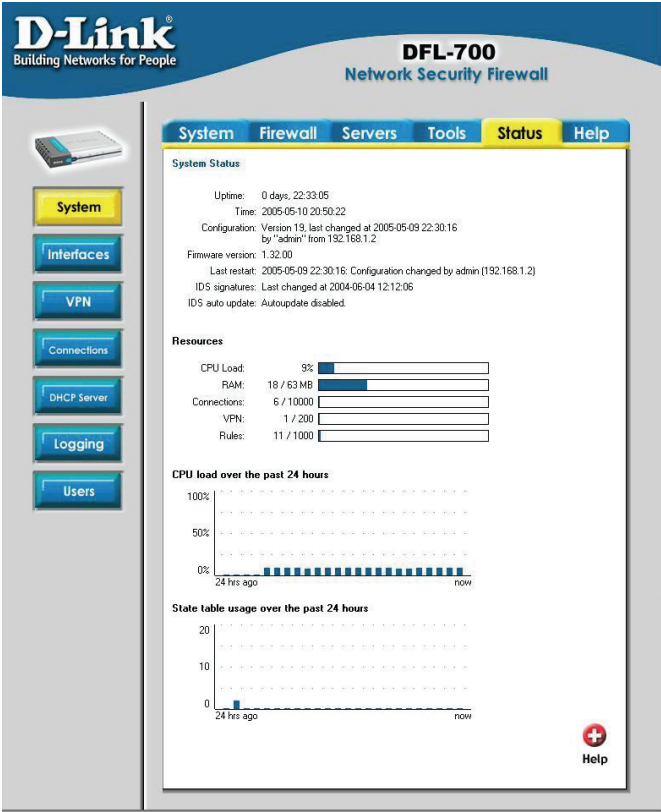 D-Link
Building Networks for People
DFL-700
Network Security Firewall
System Firewall Servers Tools Status Help
System
Interfaces
VPN
Connections
DHCP Server
Logging
Users
System Status
Uptime: 0 days, 22:33:05
Time: 2005-05-10 20:50:22
Configuration: Version 19, last changed at 2005-05-09 22:30:16
by "admin" from 192.168.1.2
Firmware version: 1.32.00
Last restart: 2005-05-09 22:30:16: Configuration changed by admin (192.168.1.2)
IDS signatures: Last changed at 2004-06-04 12:12:06
IDS auto update: Autoupdate disabled.
Resources
CPU Load: 9%
RAM: 18 / 63 MB
Connections: 6 / 10000
VPN: 1 / 200
Rules: 11 / 1000
CPU load over the past 24 hours
100%
50%
0%
24 hrs ago now
State table usage over the past 24 hours
20
10
0
24 hrs ago now
Help